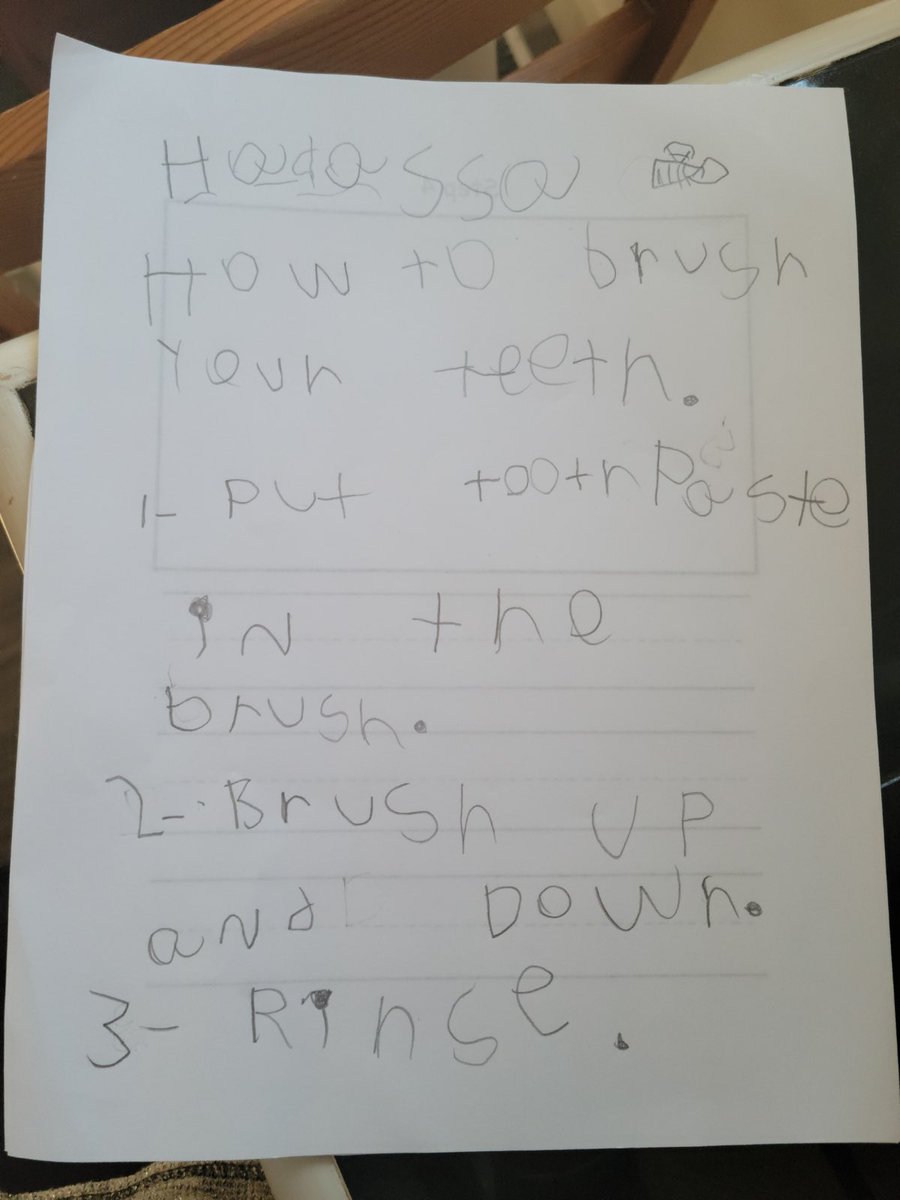 Hadassa
How to brush
Your teeth.
1- Put toothPaste
in the
brush.
2- Brush UP
and Down.
3- Rinse.